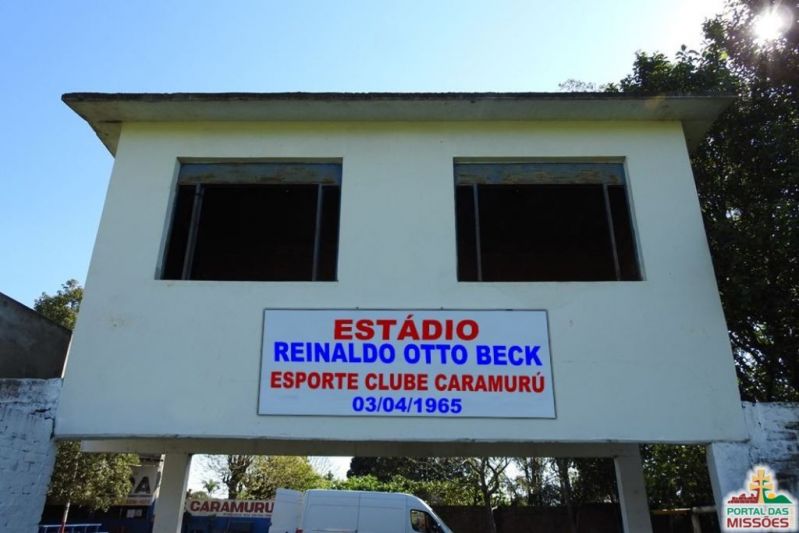 ESTÁDIO
REINALDO OTTO BECK
ESPORTE CLUBE CARAMURÚ
03/04/1965
CARAMURU
PORTAL DAS
MISSÕES